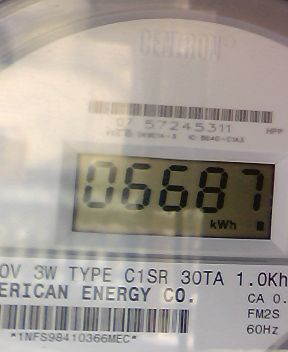 CENTRON
07 57245311 HPP
06687
kWh
0V 3W TYPE C1SR 30TA 1.0Kh
ERICAN ENERGY CO. CA 0.
FM2S
60Hz
*1NFS98410366MEC*